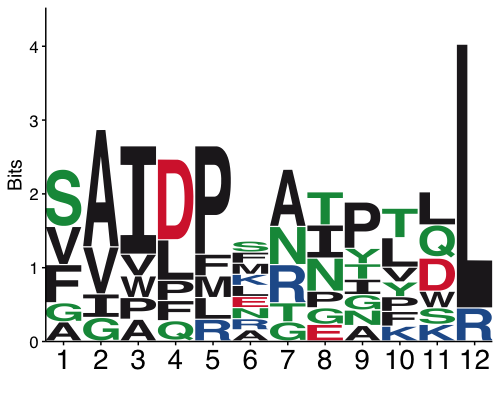 Bits
4
3
2
1
0
S V F G A
A V I G
I V W P A
D L P F Q
P F M L R
S F M K E N R A
A N R T G
T I N P G E
P Y T I G N A
T L V Y P F K
L Q D W S K
L R
1 2 3 4 5 6 7 8 9 10 11 12